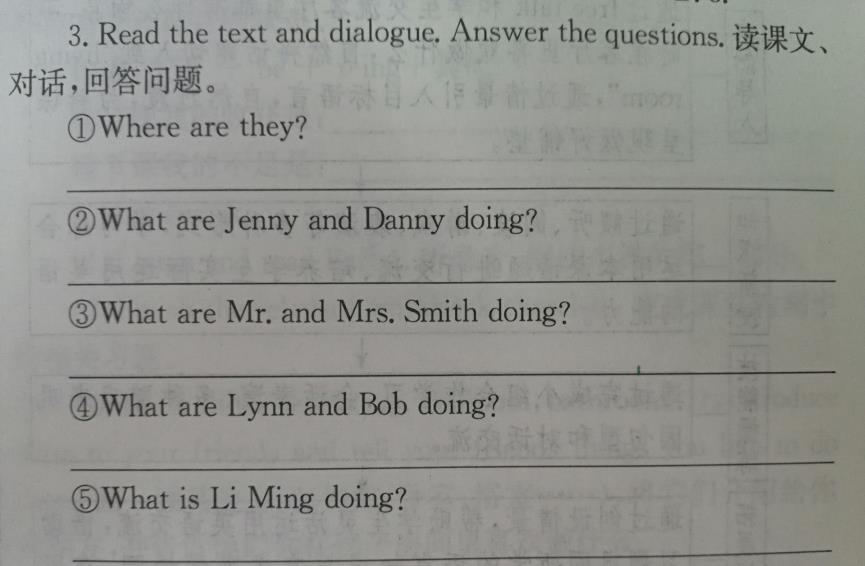 3. Read the text and dialogue. Answer the questions. 读课文、
对话,回答问题。
①Where are they?
②What are Jenny and Danny doing?
③What are Mr. and Mrs. Smith doing?
④What are Lynn and Bob doing?
⑤What is Li Ming doing?